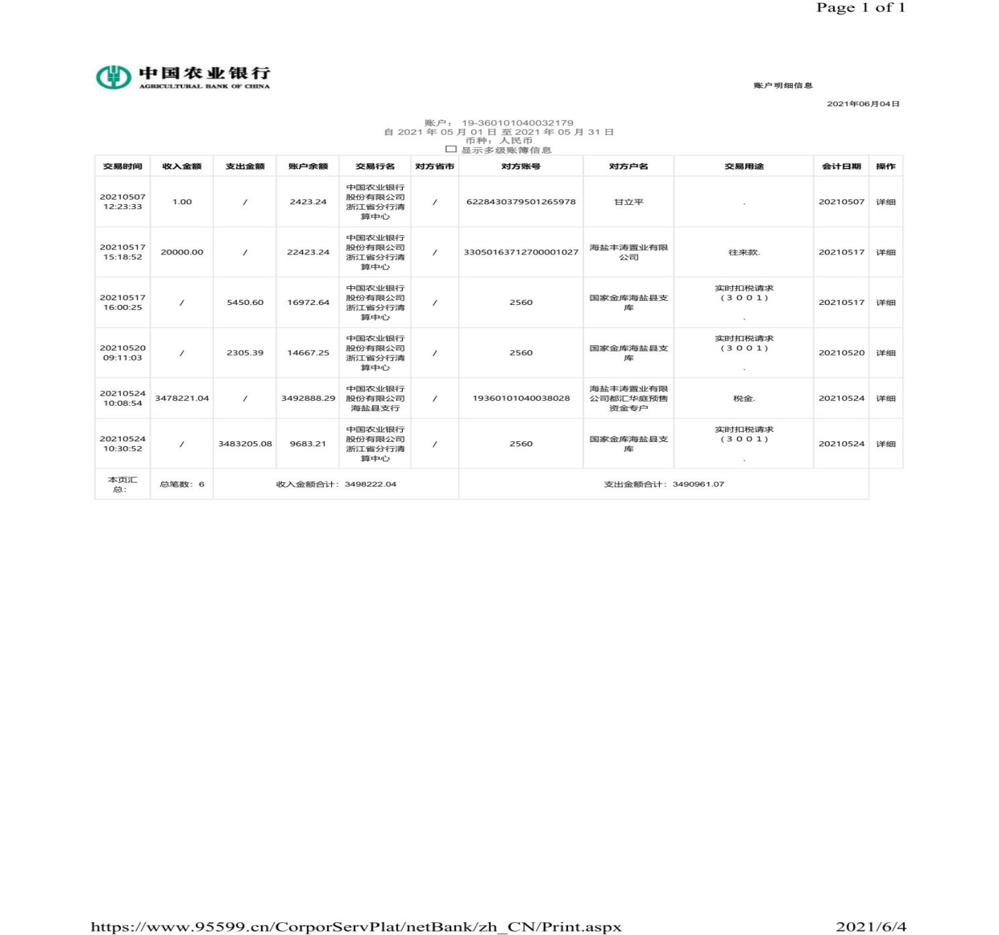 Page 1 of 1
中国农业银行
AGRICULTURAL BANK OF CHINA
账户明细信息
2021年06月04日
账户： 19-360101040032179
自 2021 年 05 月 01 日 至 2021 年 05 月 31 日
币种：人民币
显示多级账簿信息
交易时间 收入金额 支出金额 账户余额 交易行名 对方省市 对方账号 对方户名 交易用途 会计日期 操作
20210507
12:23:33
1.00
/
2423.24
中国农业银行
股份有限公司
浙江省分行清
算中心
/
6228430379501265978
甘立平
.
20210507
详细
20210517
15:18:52
20000.00
/
22423.24
中国农业银行
股份有限公司
浙江省分行清
算中心
/
33050163712700001027
海盐丰涛置业有限
公司
往来款.
20210517
详细
20210517
16:00:25
/
5450.60
16972.64
中国农业银行
股份有限公司
浙江省分行清
算中心
/
2560
国家金库海盐县支
库
实时扣税请求
(３００１)
.
20210517
详细
20210520
09:11:03
/
2305.39
14667.25
中国农业银行
股份有限公司
浙江省分行清
算中心
/
2560
国家金库海盐县支
库
实时扣税请求
(３００１)
.
20210520
详细
20210524
10:08:54
3478221.04
/
3492888.29
中国农业银行
股份有限公司
海盐县支行
/
19360101040038028
海盐丰涛置业有限
公司都汇华庭预售
资金专户
税金.
20210524
详细
20210524
10:30:52
/
3483205.08
9683.21
中国农业银行
股份有限公司
浙江省分行清
算中心
/
2560
国家金库海盐县支
库
实时扣税请求
(３００１)
.
20210524
详细
本页汇
总：
总笔数：6
收入金额合计：3498222.04
支出金额合计：3490961.07
https://www.95599.cn/CorporServPlat/netBank/zh_CN/Print.aspx
2021/6/4